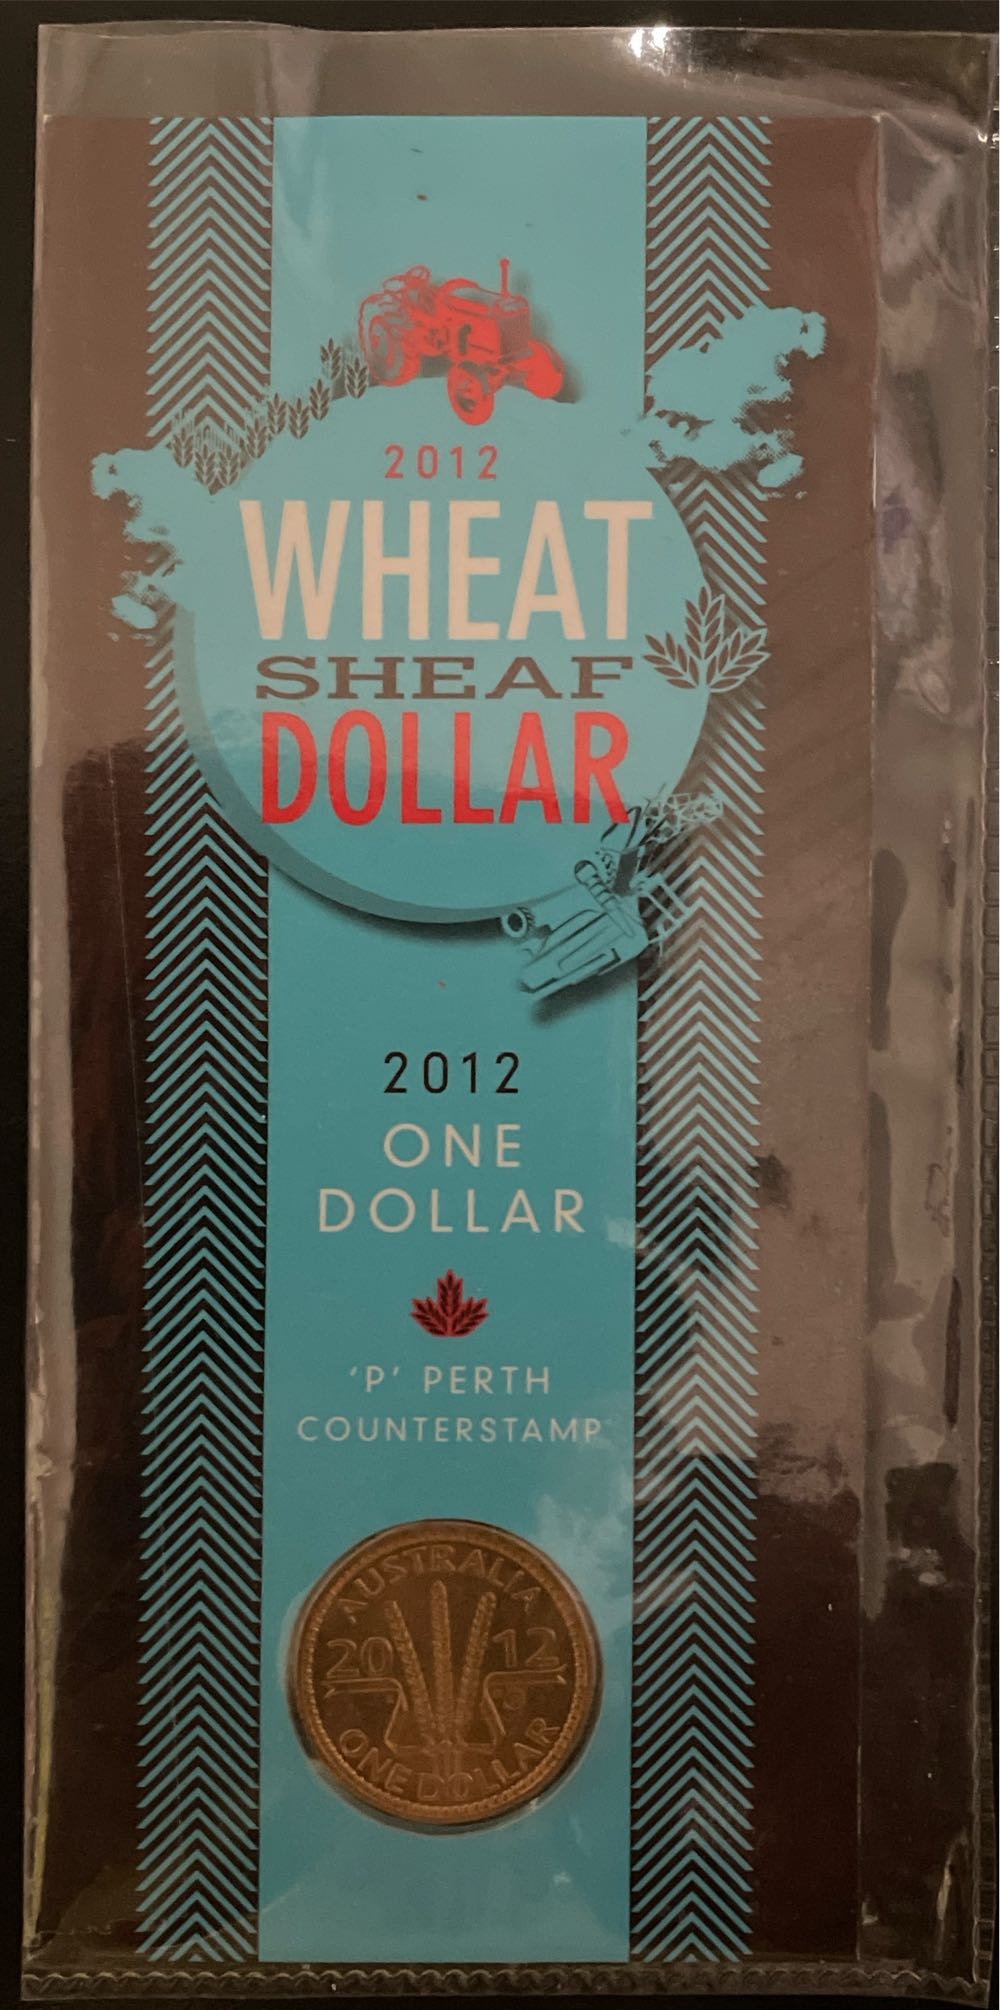 2012
WHEAT
SHEAF
DOLLAR
2012
ONE
DOLLAR
'P' PERTH
COUNTERSTAMP
AUSTRALIA
20 12
ONE DOLLAR